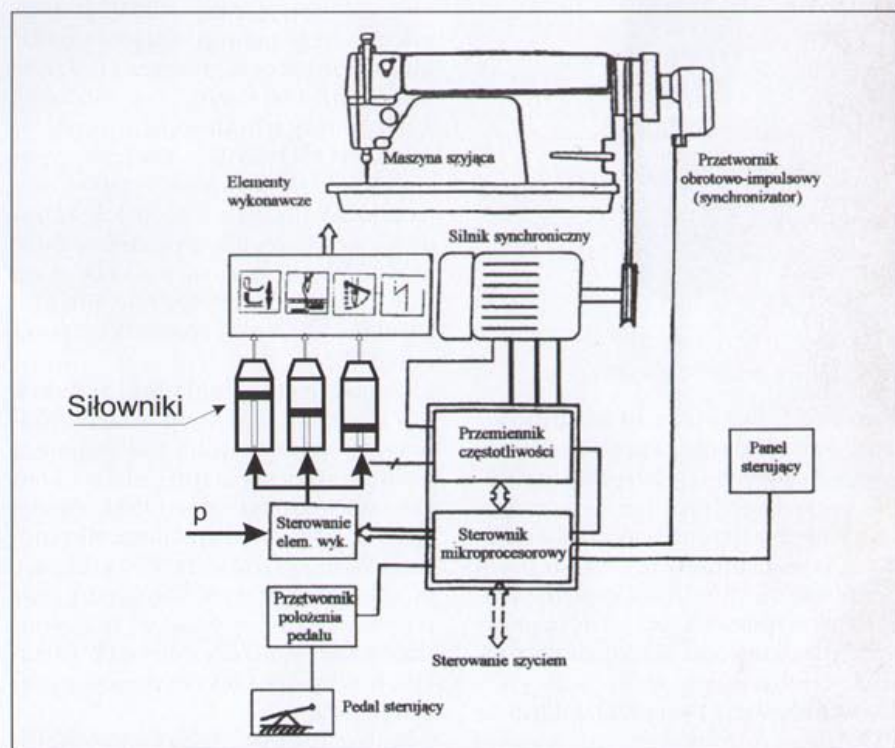 Maszyna szyjąca
Elementy
wykonawcze
Przetwornik
obrotowo-impulsowy
(synchronizator)
Silnik synchroniczny
Siłowniki
Przemiennik
częstotliwości
Panel
sterujący
p
Sterowanie
elem. wyk.
Sterownik
mikroprocesorowy
Przetwornik
położenia
pedału
Sterowanie szyciem
Pedał sterujący